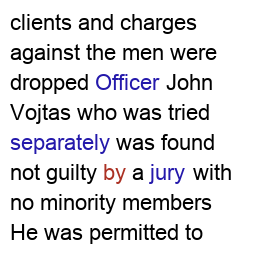 clients and charges
against the men were
dropped Officer John
Vojtas who was tried
separately was found
not guilty by a jury with
no minority members
He was permitted to